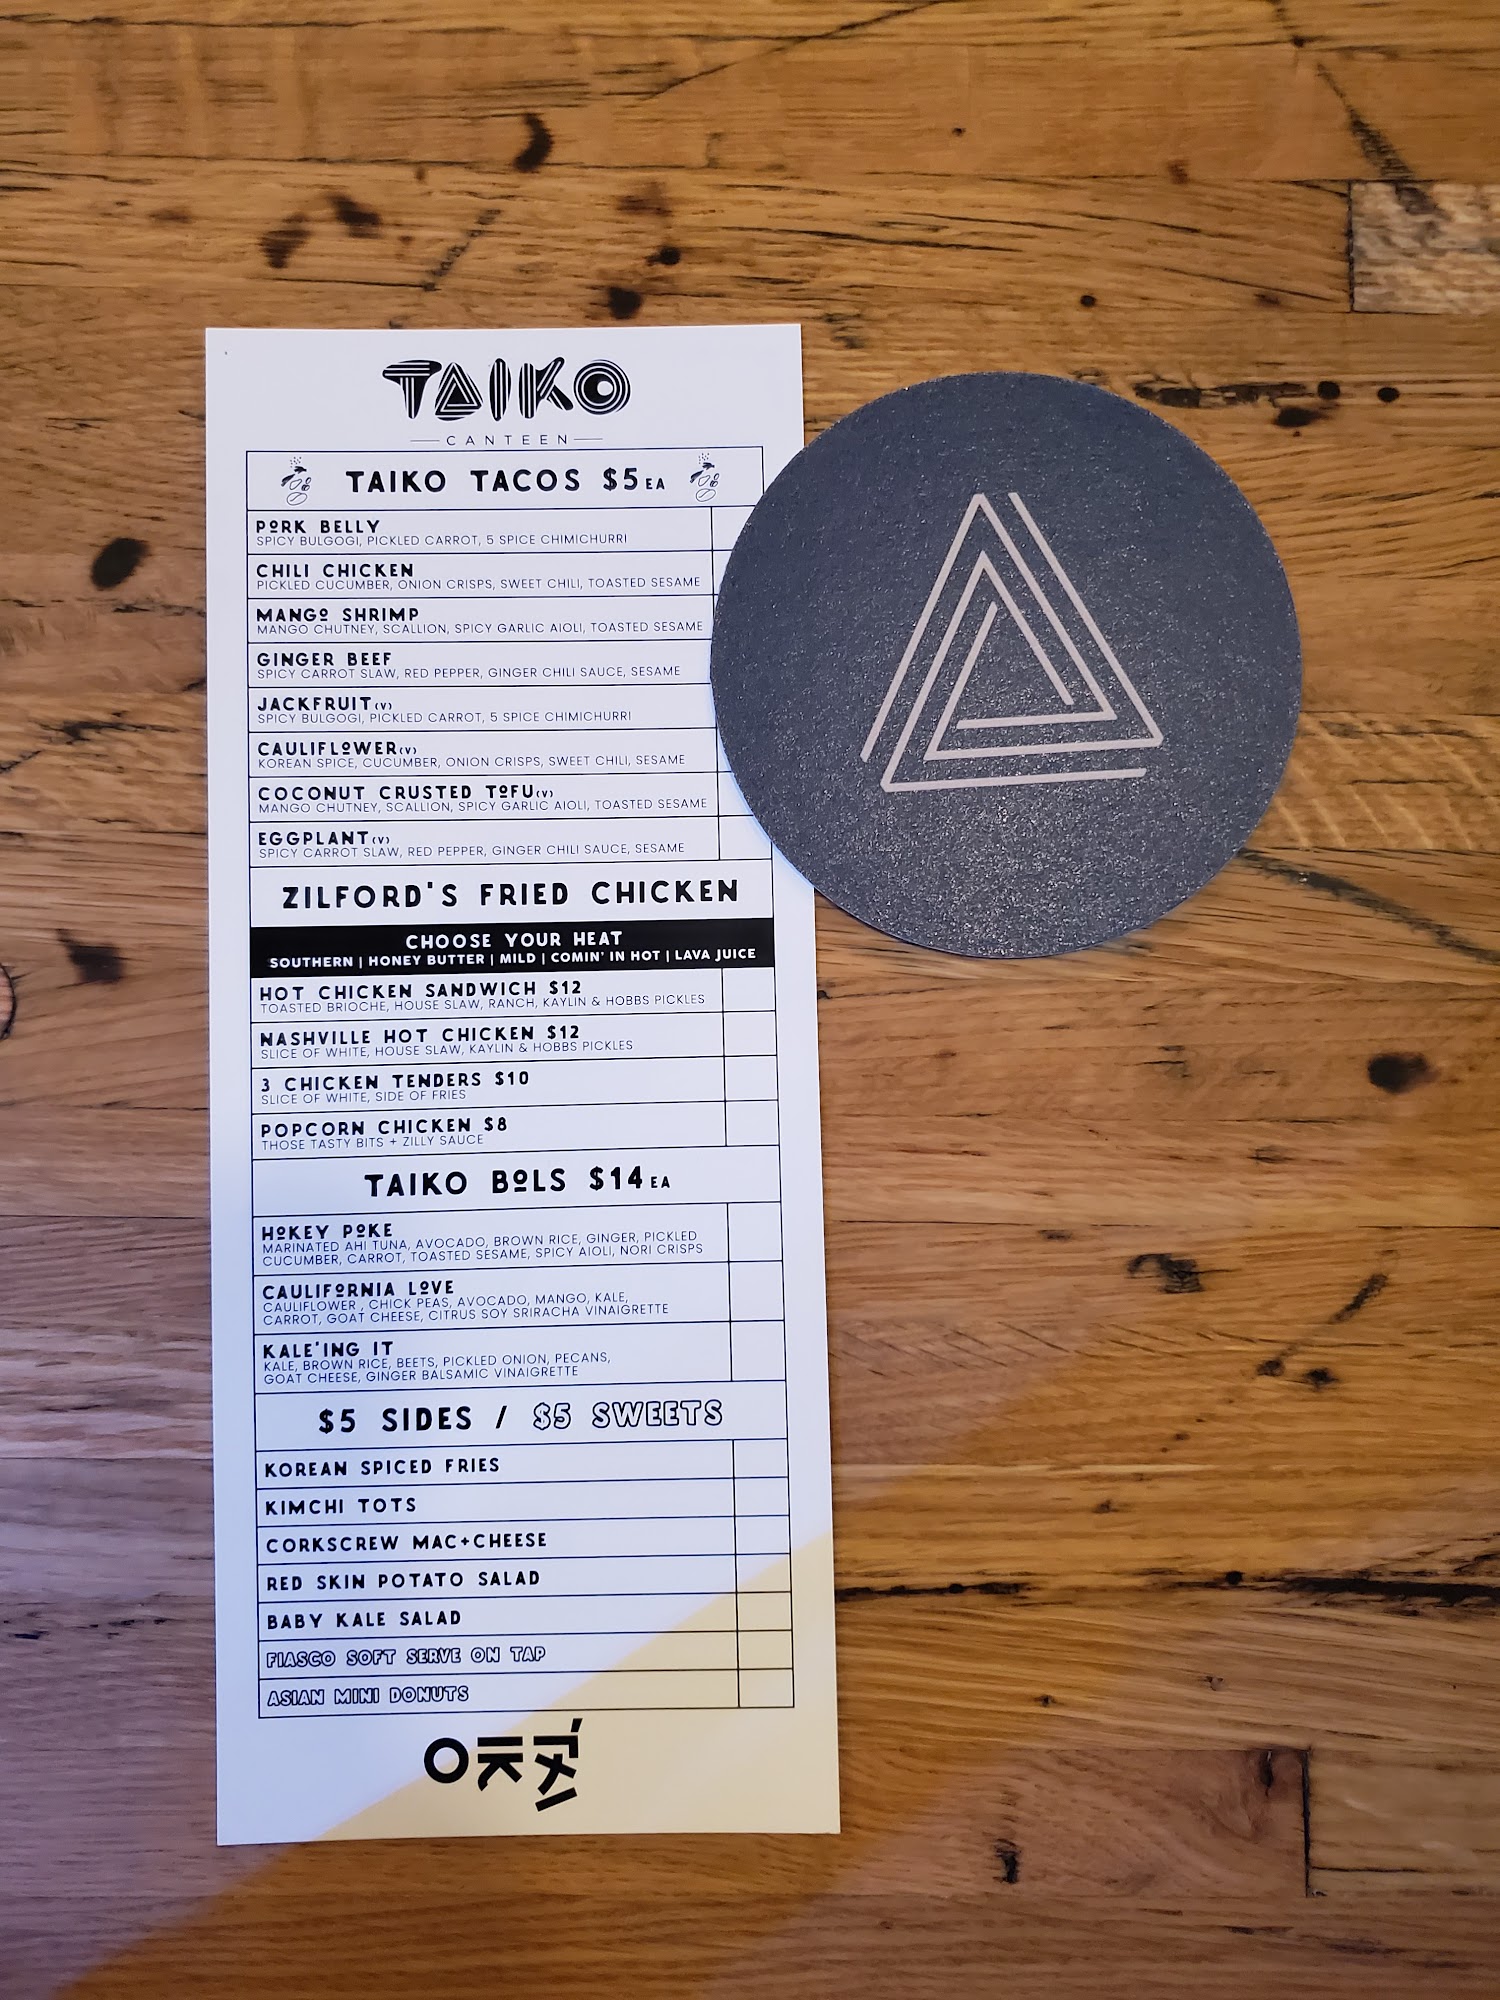 TAIKO
CANTEEN
TAIKO TACOS $5 EA
PORK BELLY
SPICY BULGOGI, PICKLED CARROT, 5 SPICE CHIMICHURRI
CHILI CHICKEN
PICKLED CUCUMBER, ONION CRISPS, SWEET CHILI, TOASTED SESAME
MANGO SHRIMP
MANGO CHUTNEY, SCALLION, SPICY GARLIC AIOLI, TOASTED SESAME
GINGER BEEF
SPICY CARROT SLAW, RED PEPPER, GINGER CHILI SAUCE, SESAME
JACKFRUIT (V)
SPICY BULGOGI, PICKLED CARROT, 5 SPICE CHIMICHURRI
CAULIFLOWER (V)
KOREAN SPICE, CUCUMBER, ONION CRISPS, SWEET CHILI, SESAME
COCONUT CRUSTED TOFU (V)
MANGO CHUTNEY, SCALLION, SPICY GARLIC AIOLI, TOASTED SESAME
EGGPLANT (V)
SPICY CARROT SLAW, RED PEPPER, GINGER CHILI SAUCE, SESAME
ZILFORD'S FRIED CHICKEN
CHOOSE YOUR HEAT
SOUTHERN | HONEY BUTTER | MILD | COMIN' IN HOT | LAVA JUICE
HOT CHICKEN SANDWICH $12
TOASTED BRIOCHE, HOUSE SLAW, RANCH, KAYLIN & HOBBS PICKLES
NASHVILLE HOT CHICKEN $12
SLICE OF WHITE, HOUSE SLAW, KAYLIN & HOBBS PICKLES
3 CHICKEN TENDERS $10
SLICE OF WHITE, SIDE OF FRIES
POPCORN CHICKEN $8
THOSE TASTY BITS + ZILLY SAUCE
TAIKO BOLS $14 EA
HOKEY POKE
MARINATED AHI TUNA, AVOCADO, BROWN RICE, GINGER, PICKLED
CUCUMBER, CARROT, TOASTED SESAME, SPICY AIOLI, NORI CRISPS
CAULIFORNIA LOVE
CAULIFLOWER , CHICK PEAS, AVOCADO, MANGO, KALE,
CARROT, GOAT CHEESE, CITRUS SOY SRIRACHA VINAIGRETTE
KALE'ING IT
KALE, BROWN RICE, BEETS, PICKLED ONION, PECANS,
GOAT CHEESE, GINGER BALSAMIC VINAIGRETTE
$5 SIDES / $5 SWEETS
KOREAN SPICED FRIES
KIMCHI TOTS
CORKSCREW MAC+CHEESE
RED SKIN POTATO SALAD
BABY KALE SALAD
FIASCO SOFT SERVE ON TAP
ASIAN MINI DONUTS
TAIKO